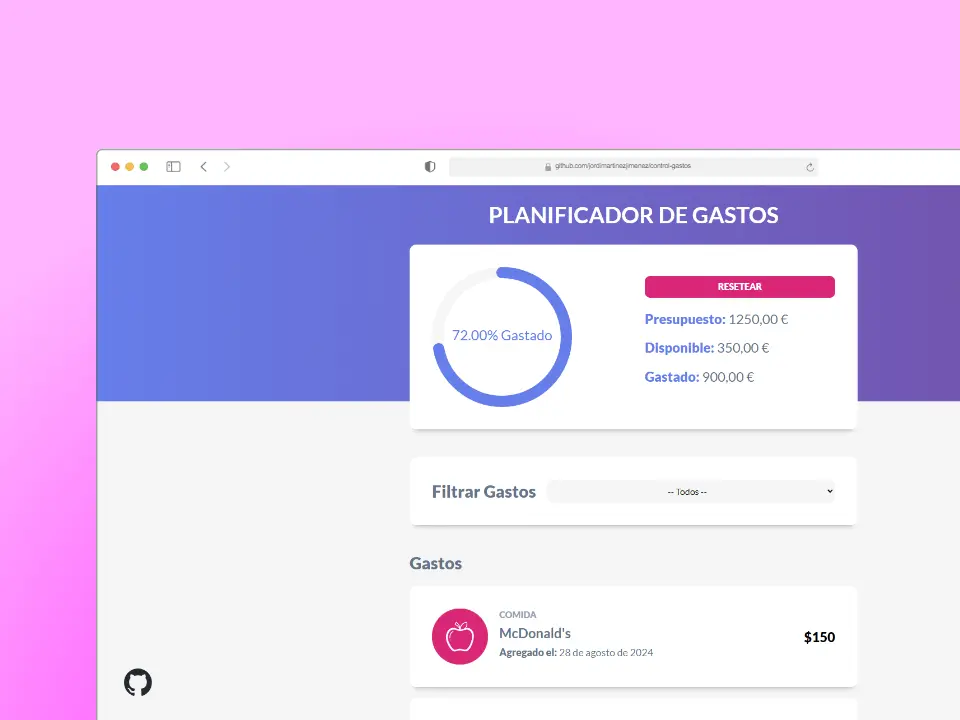 github.com/jordimartinezjimenez/control-gastos
PLANIFICADOR DE GASTOS
72.00% Gastado
RESETEAR
Presupuesto: 1250,00 €
Disponible: 350,00 €
Gastado: 900,00 €
Filtrar Gastos
-- Todos --
Gastos
COMIDA
McDonald's
Agregado el: 28 de agosto de 2024
$150